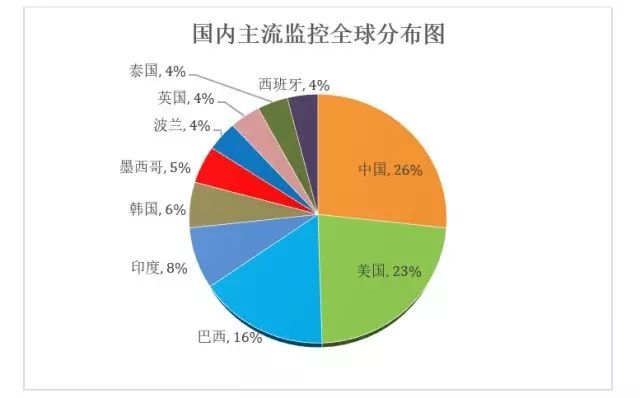 国内主流监控全球分布图
泰国, 4%
西班牙, 4%
英国, 4%
波兰, 4%
墨西哥, 5%
中国, 26%
韩国, 6%
印度, 8%
美国, 23%
巴西, 16%